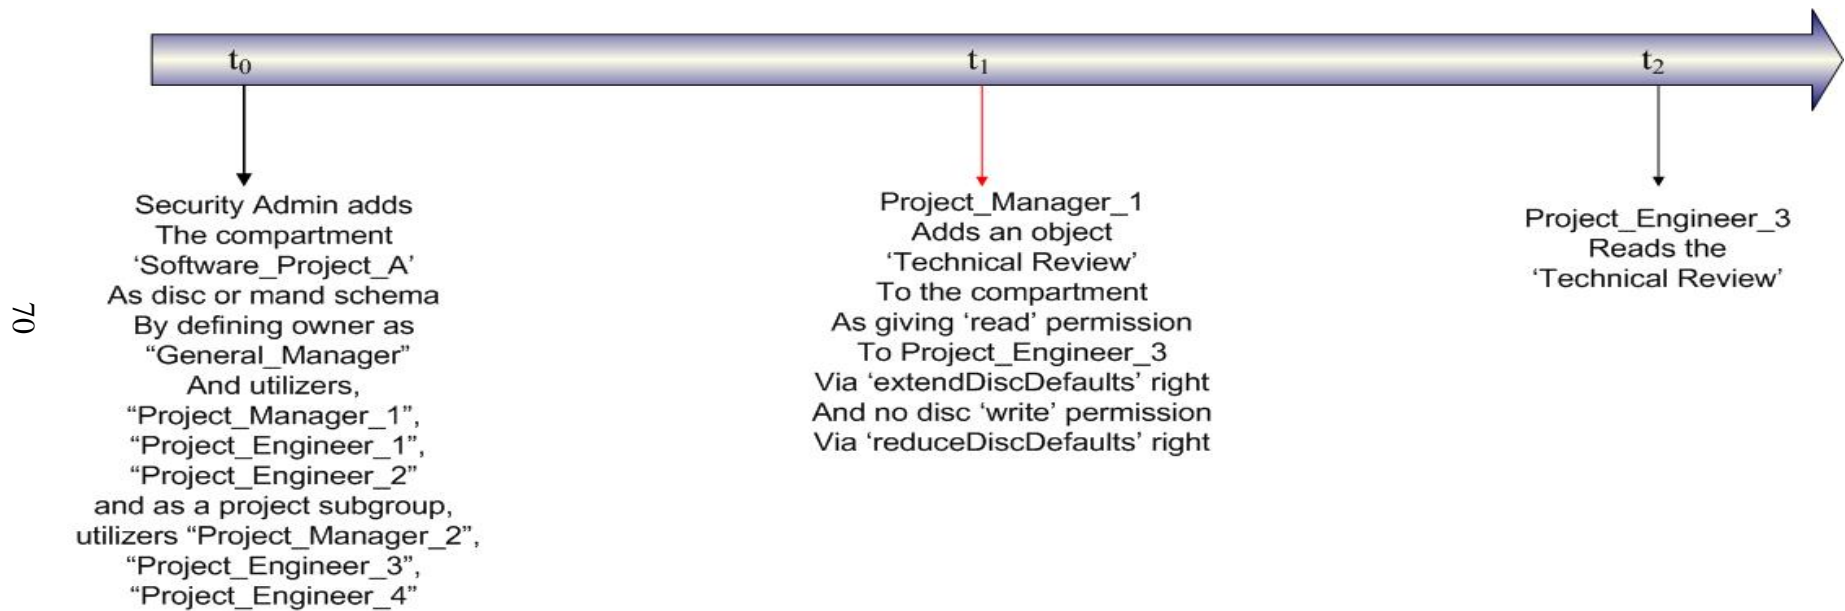 t₀
t₁
t₂
Security Admin adds
The compartment
‘Software_Project_A’
As disc or mand schema
By defining owner as
“General_Manager”
And utilizers,
“Project_Manager_1”,
“Project_Engineer_1”,
“Project_Engineer_2”
and as a project subgroup,
utilizers “Project_Manager_2”,
“Project_Engineer_3”,
“Project_Engineer_4”
Project_Manager_1
Adds an object
‘Technical Review’
To the compartment
As giving ‘read’ permission
To Project_Engineer_3
Via ‘extendDiscDefaults’ right
And no disc ‘write’ permission
Via ‘reduceDiscDefaults’ right
Project_Engineer_3
Reads the
‘Technical Review’
70